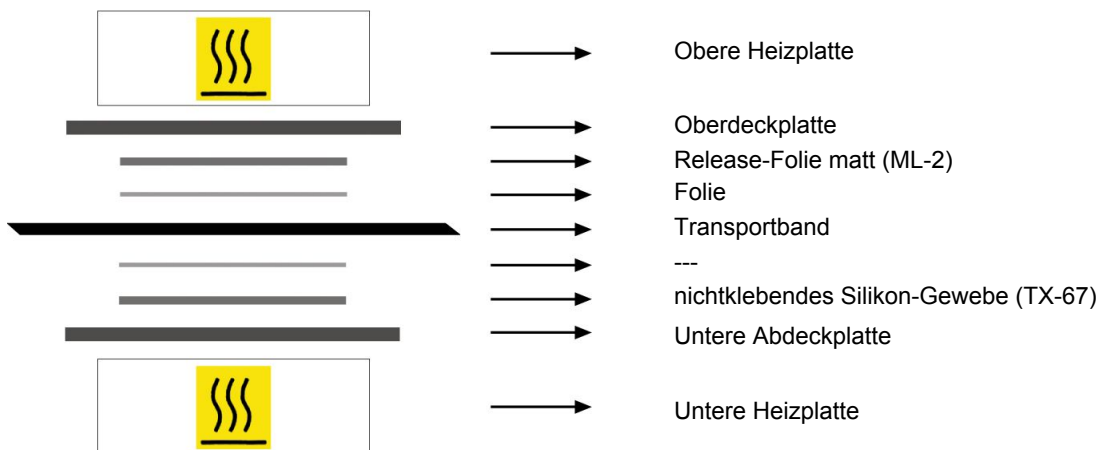 Obere Heizplatte
Oberdeckplatte
Release-Folie matt (ML-2)
Folie
Transportband
---
nichtklebendes Silikon-Gewebe (TX-67)
Untere Abdeckplatte
Untere Heizplatte